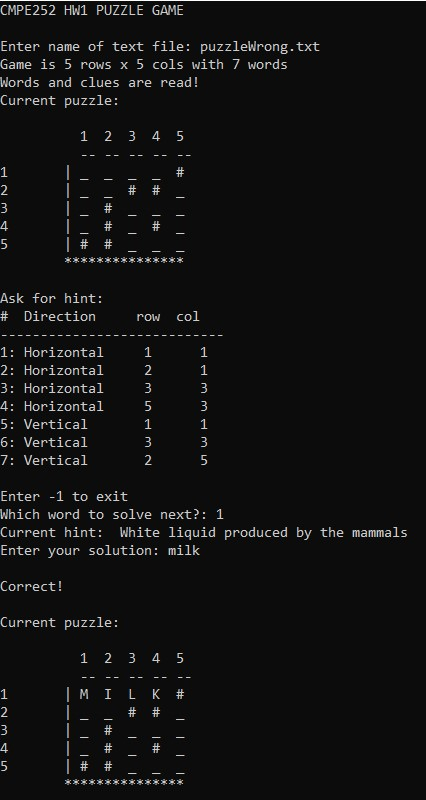 CMPE252 HW1 PUZZLE GAME
Enter name of text file: puzzleWrong.txt
Game is 5 rows x 5 cols with 7 words
Words and clues are read!
Current puzzle:
1  2  3  4  5
-- -- -- -- --
1       | _  _  _  _  #
2       | _  _  #  #  _
3       | _  #  _  _  _
4       | _  #  _  #  _
5       | #  #  _  _  _
***************
Ask for hint:
#  Direction    row  col
----------------------------
1: Horizontal     1      1
2: Horizontal     2      1
3: Horizontal     3      3
4: Horizontal     5      3
5: Vertical       1      1
6: Vertical       3      3
7: Vertical       2      5
Enter -1 to exit
Which word to solve next?: 1
Current hint:  White liquid produced by the mammals
Enter your solution: milk
Correct!
Current puzzle:
1  2  3  4  5
-- -- -- -- --
1       | M  I  L  K  #
2       | _  _  #  #  _
3       | _  #  _  _  _
4       | _  #  _  #  _
5       | #  #  _  _  _
***************